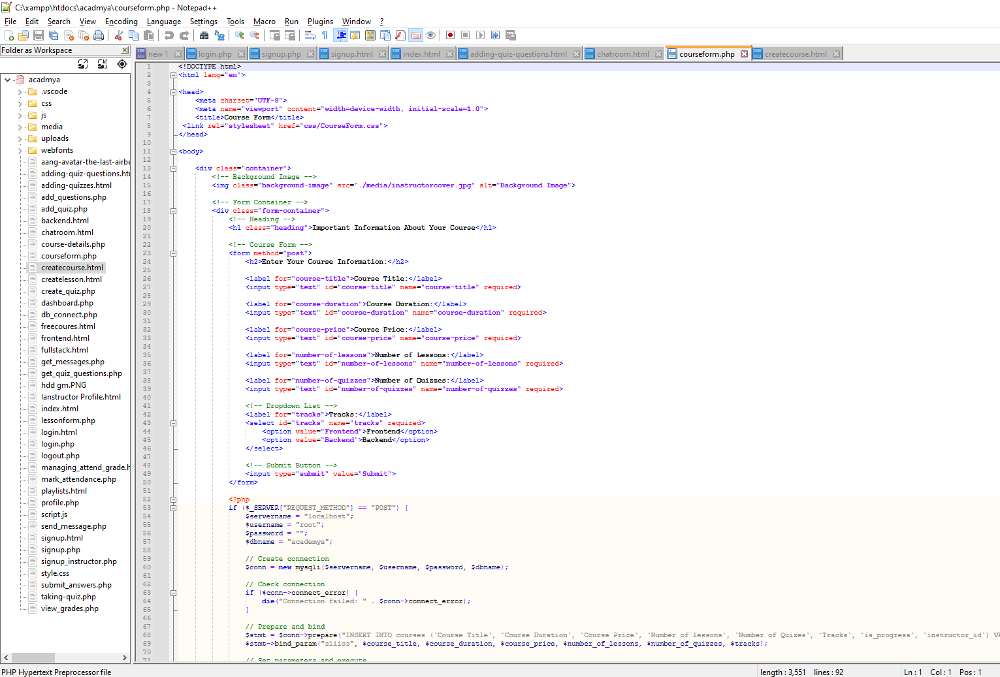 C:\xampp\htdocs\acadmya\courseform.php - Notepad++
File Edit Search View Encoding Language Settings Tools Macro Run Plugins Window ?
Folder as Workspace
new 1 login.php signup.php signup.html index.html adding-quiz-questions.html chatroom.html courseform.php createcourse.html
acadmya
.vscode
css
js
media
uploads
webfonts
aang-avatar-the-last-airbe
adding-quiz-questions.htr
adding-quizzes.html
add_questions.php
add_quiz.php
backend.html
chatroom.html
course-details.php
courseform.php
createcourse.html
createlesson.html
create_quiz.php
dashboard.php
db_connect.php
freecoures.html
frontend.html
fullstack.html
get_messages.php
get_quiz_questions.php
hdd gm.PNG
Ianstructor Profile.html
index.html
lessonform.php
login.html
login.php
logout.php
managing_attend_grade.h
mark_attendance.php
playlists.html
profile.php
script.js
send_message.php
signup.html
signup.php
signup_instructor.php
style.css
submit_answers.php
taking-quiz.php
view_grades.php
1 <!DOCTYPE html>
2 <html lang="en">
3
4 <head>
5 <meta charset="UTF-8">
6 <meta name="viewport" content="width=device-width, initial-scale=1.0">
7 <title>Course Form</title>
8 <link rel="stylesheet" href="css/CourseForm.css">
9 </head>
10
11 <body>
12
13 <div class="container">
14 <!-- Background Image -->
15 <img class="background-image" src="./media/instructorcover.jpg" alt="Background Image">
16
17 <!-- Form Container -->
18 <div class="form-container">
19 <!-- Heading -->
20 <h1 class="heading">Important Information About Your Course</h1>
21
22 <!-- Course Form -->
23 <form method="post">
24 <h2>Enter Your Course Information:</h2>
25
26 <label for="course-title">Course Title:</label>
27 <input type="text" id="course-title" name="course-title" required>
28
29 <label for="course-duration">Course Duration:</label>
30 <input type="text" id="course-duration" name="course-duration" required>
31
32 <label for="course-price">Course Price:</label>
33 <input type="text" id="course-price" name="course-price" required>
34
35 <label for="number-of-lessons">Number of Lessons:</label>
36 <input type="text" id="number-of-lessons" name="number-of-lessons" required>
37
38 <label for="number-of-quizzes">Number of Quizzes:</label>
39 <input type="text" id="number-of-quizzes" name="number-of-quizzes" required>
40
41 <!-- Dropdown List -->
42 <label for="tracks">Tracks:</label>
43 <select id="tracks" name="tracks" required>
44 <option value="Frontend">Frontend</option>
45 <option value="Backend">Backend</option>
46 </select>
47
48 <!-- Submit Button -->
49 <input type="submit" value="Submit">
50 </form>
51
52 <?php
53 if ($_SERVER["REQUEST_METHOD"] == "POST") {
54 $servername = "localhost";
55 $username = "root";
56 $password = "";
57 $dbname = "academya";
58
59 // Create connection
60 $conn = new mysqli($servername, $username, $password, $dbname);
61
62 // Check connection
63 if ($conn->connect_error) {
64 die("Connection failed: " . $conn->connect_error);
65 }
66
67 // Prepare and bind
68 $stmt = $conn->prepare("INSERT INTO courses (`Course Title`, `Course Duration`, `Course Price`, `Number of lessons`, `Number of Quizes`, `Tracks`, `is_progress`, `instructor_id`) VA
69 $stmt->bind_param("siiiss", $course_title, $course_duration, $course_price, $number_of_lessons, $number_of_quizzes, $tracks);
70
71 // Set parameters and execute
PHP Hypertext Preprocessor file length : 3,551 lines : 92 Ln : 1 Col : 1 Pos : 1